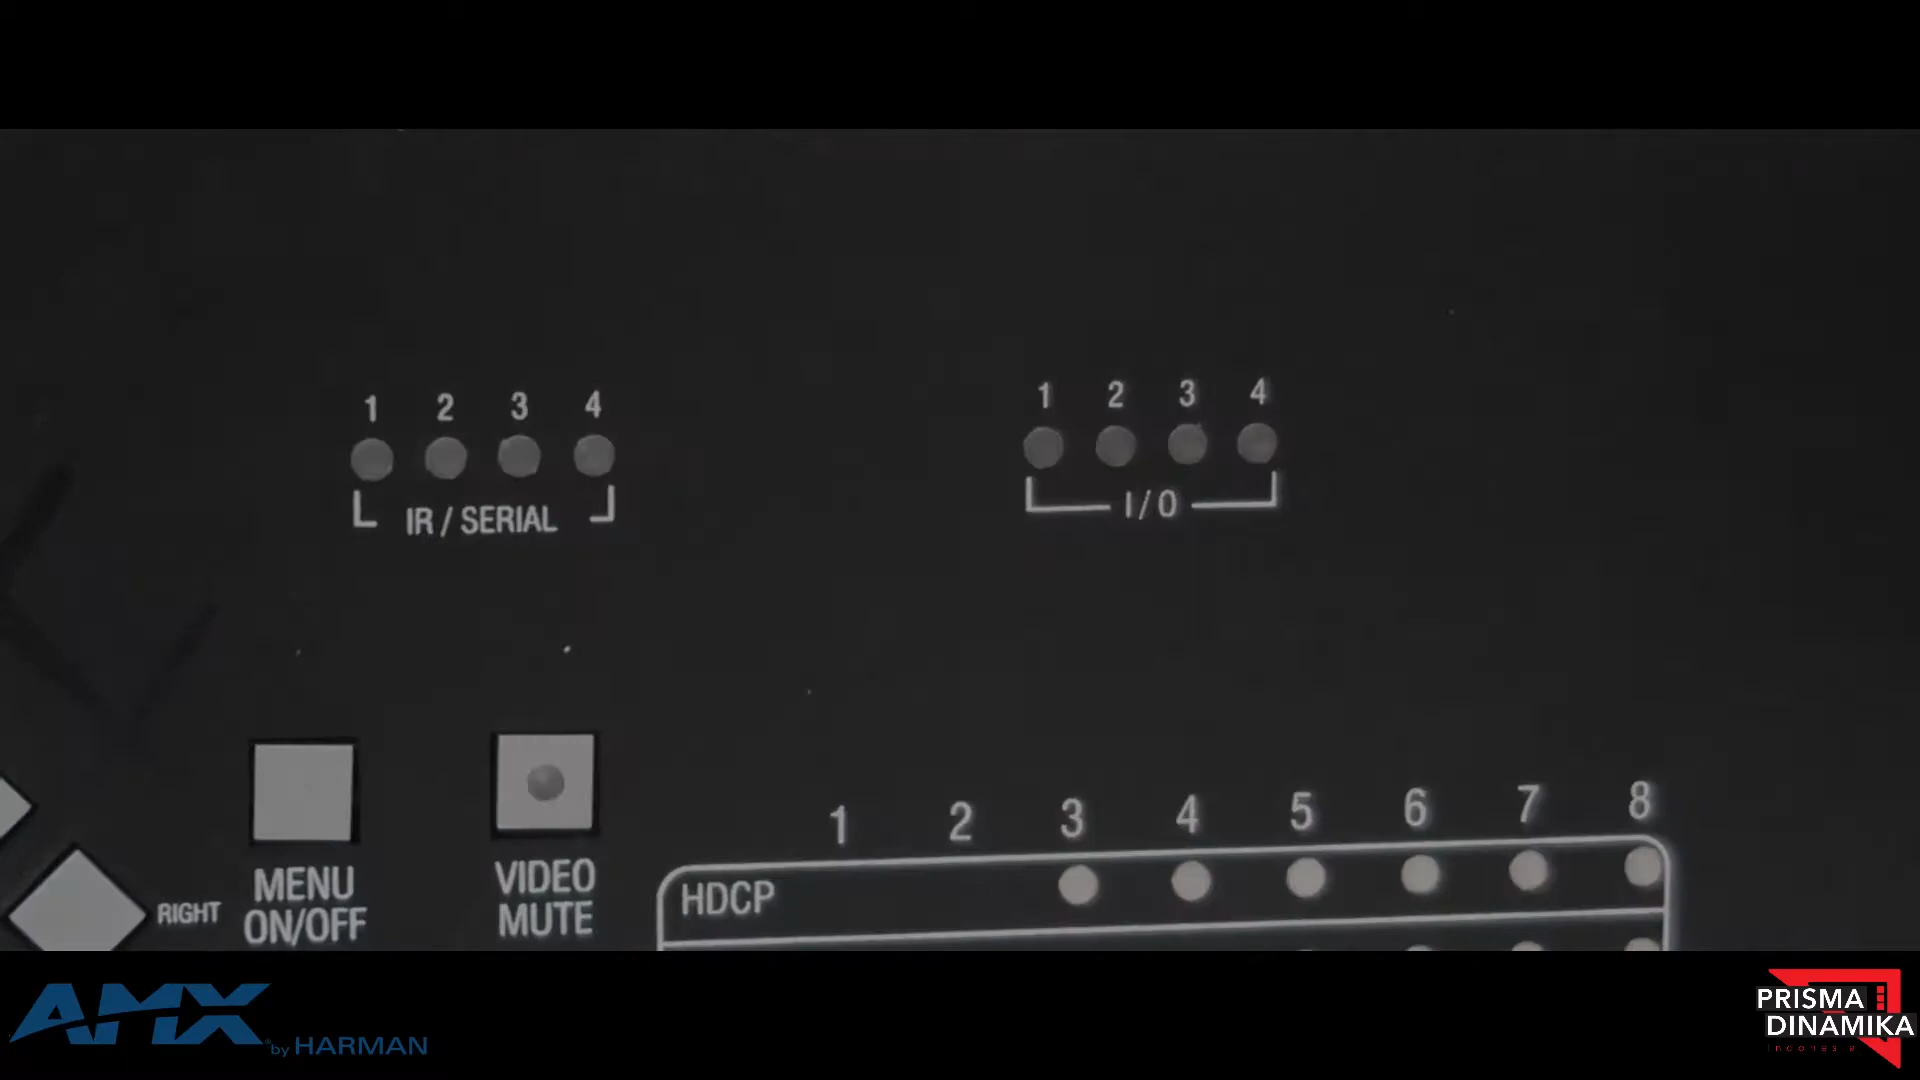 1 2 3 4
IR / SERIAL
1 2 3 4
I/O
RIGHT
MENU
ON/OFF
VIDEO
MUTE
1 2 3 4 5 6 7 8
HDCP
AMX
by HARMAN
PRISMA
DINAMIKA
Indonesia